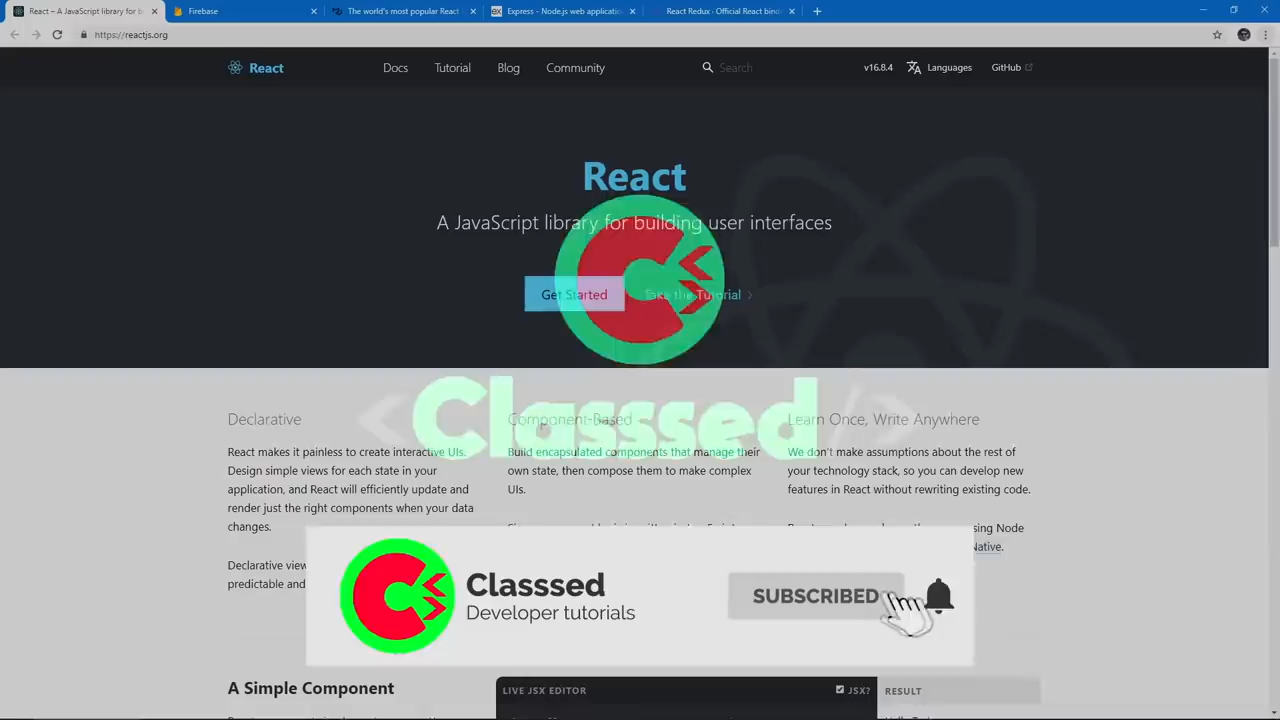 React – A JavaScript library for b
Firebase
The world's most popular React
Express - Node.js web application
React Redux · Official React bind
https://reactjs.org
React
Docs
Tutorial
Blog
Community
Search
v16.8.4
Languages
GitHub
React
A JavaScript library for building user interfaces
Get Started
Take the Tutorial
<Classsed/>
Declarative
React makes it painless to create interactive UIs.
Design simple views for each state in your
application, and React will efficiently update and
render just the right components when your data
changes.
Declarative view
predictable and
Component-Based
Build encapsulated components that manage their
own state, then compose them to make complex
UIs.
Learn Once, Write Anywhere
We don't make assumptions about the rest of
your technology stack, so you can develop new
features in React without rewriting existing code.
sing Node
Native.
Classsed
Developer tutorials
SUBSCRIBED
A Simple Component
LIVE JSX EDITOR
JSX?
RESULT